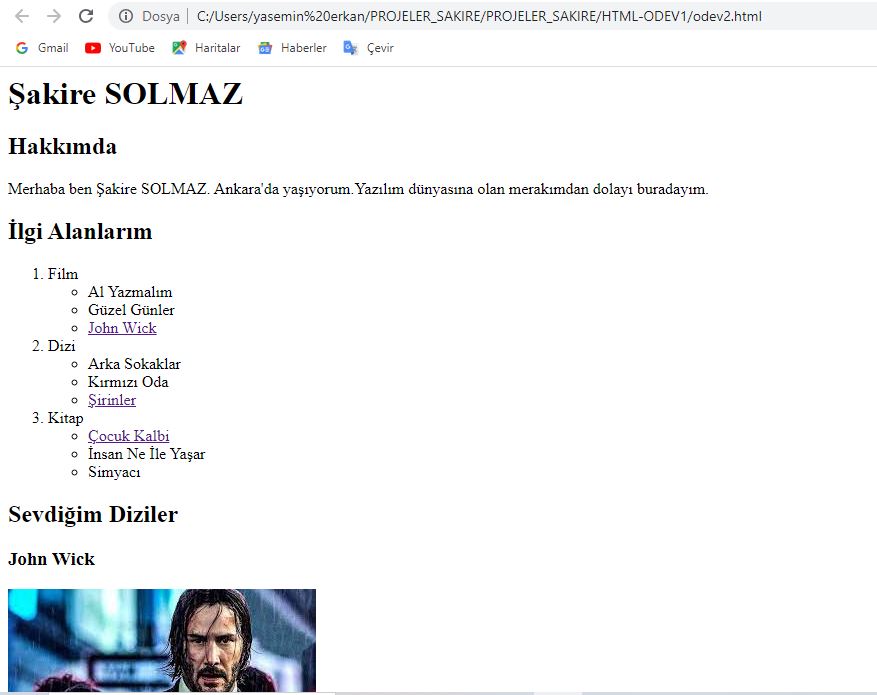 Dosya | C:/Users/yasemin%20erkan/PROJELER_SAKIRE/PROJELER_SAKIRE/HTML-ODEV1/odev2.html
Gmail YouTube Haritalar Haberler Çevir
Şakire SOLMAZ
Hakkımda
Merhaba ben Şakire SOLMAZ. Ankara'da yaşıyorum.Yazılım dünyasına olan merakımdan dolayı buradayım.
İlgi Alanlarım
1. Film
Al Yazmalım
Güzel Günler
John Wick
2. Dizi
Arka Sokaklar
Kırmızı Oda
Şirinler
3. Kitap
Çocuk Kalbi
İnsan Ne İle Yaşar
Simyacı
Sevdiğim Diziler
John Wick